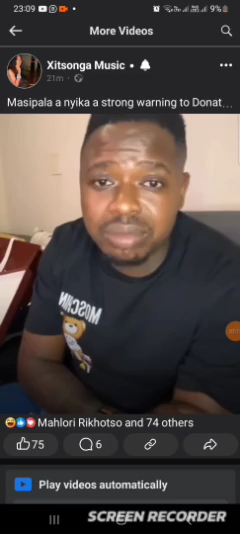 23:09
9%
More Videos
Xitsonga Music •
21m ·
Masipala a nyika a strong warning to Donat...
MOSCHIN
Mahlori Rikhotso and 74 others
75
6
Play videos automatically
SCREEN RECORDER